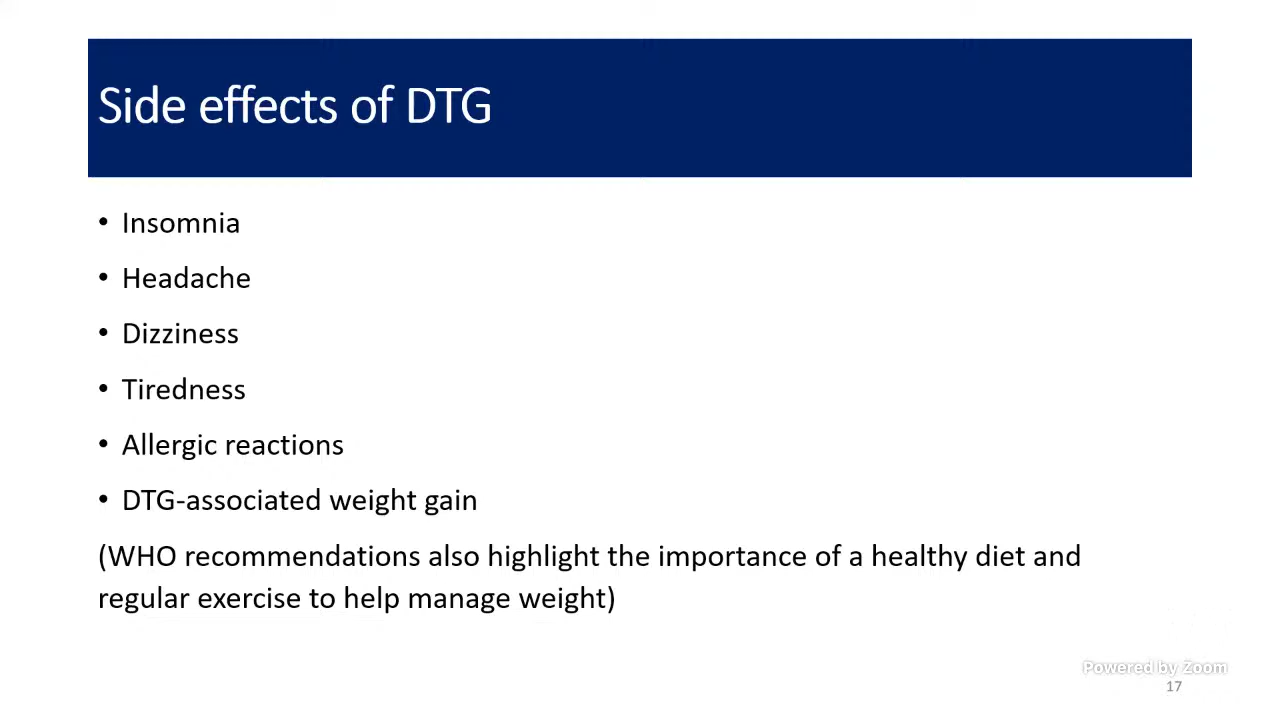 Side effects of DTG
• Insomnia
• Headache
• Dizziness
• Tiredness
• Allergic reactions
• DTG-associated weight gain
(WHO recommendations also highlight the importance of a healthy diet and
regular exercise to help manage weight)
Powered by Zoom
17